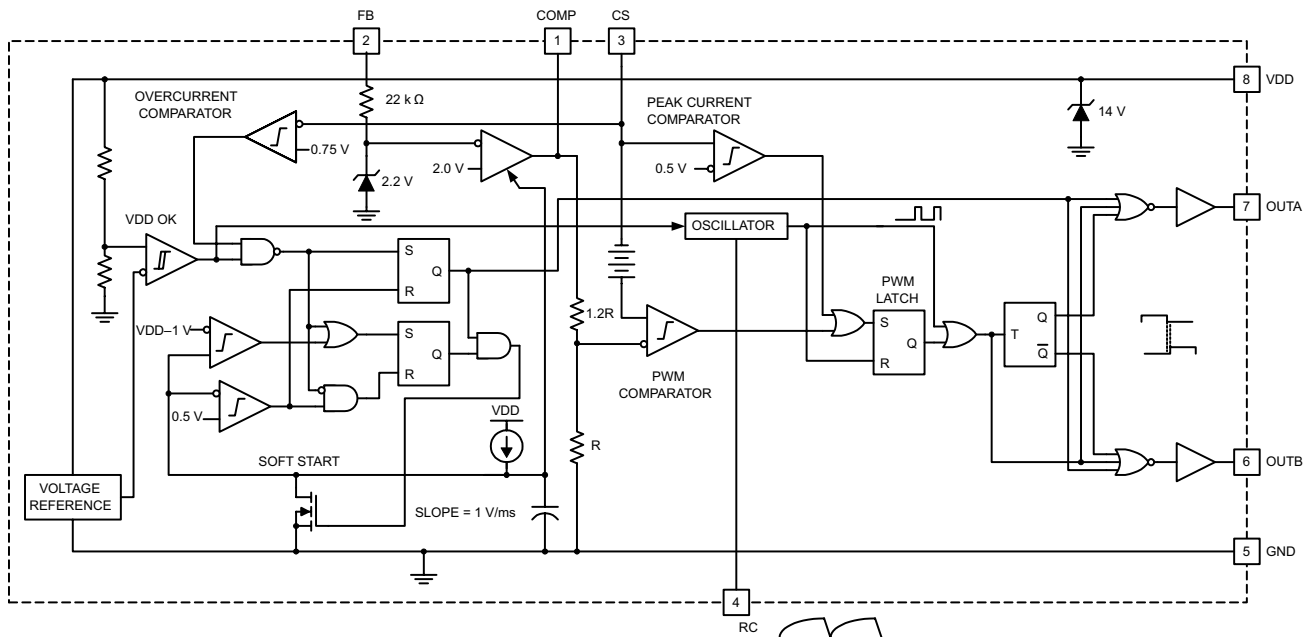 FB
COMP
CS
2
1
3
8
VDD
OVERCURRENT
COMPARATOR
22 k Ω
PEAK CURRENT
COMPARATOR
14 V
0.75 V
2.2 V
2.0 V
0.5 V
7
OUTA
VDD OK
OSCILLATOR
S
Q
R
PWM
LATCH
1.2R
S
Q
R
T
Q
Q
VDD–1 V
S
Q
R
PWM
COMPARATOR
0.5 V
VDD
R
6
OUTB
SOFT START
VOLTAGE
REFERENCE
SLOPE = 1 V/ms
5
GND
4
RC